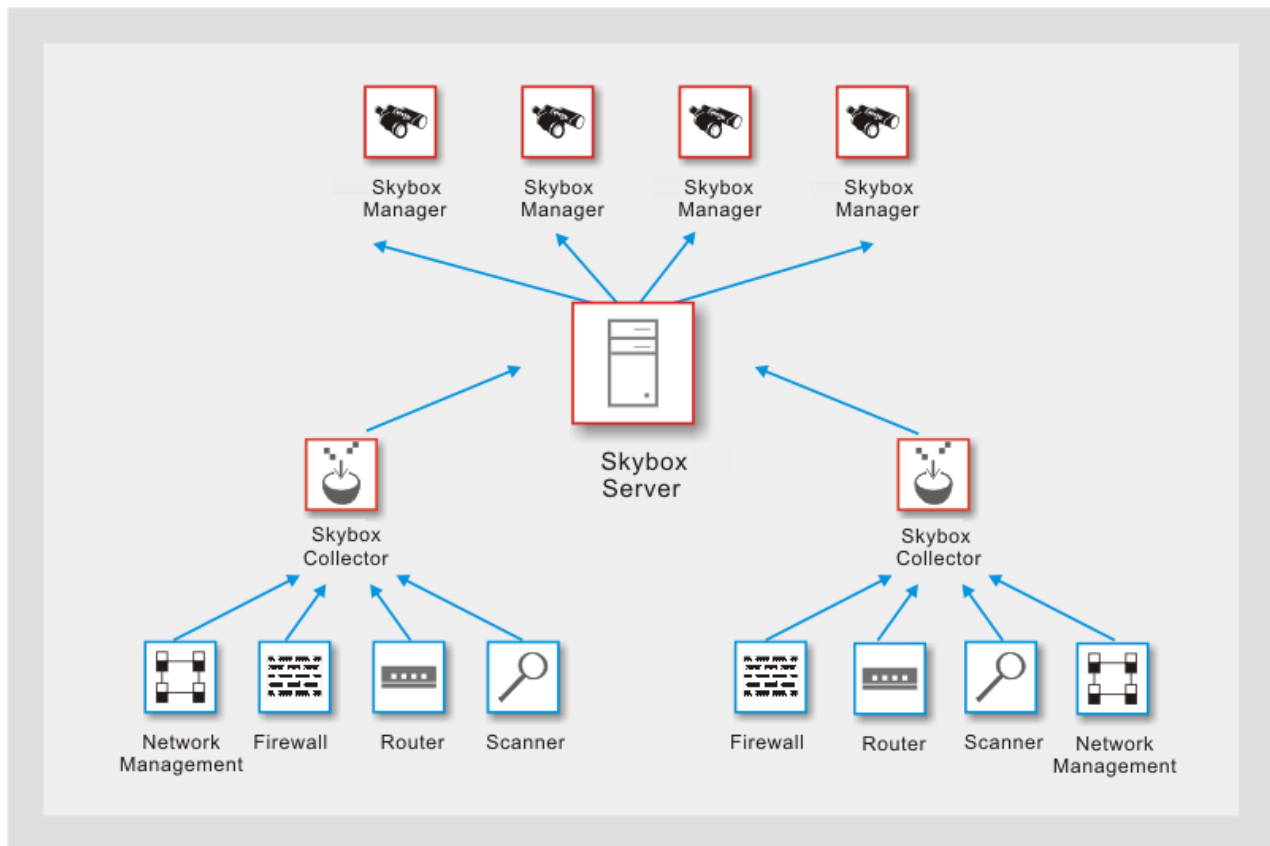 Skybox
Manager
Skybox
Manager
Skybox
Manager
Skybox
Manager
Skybox
Server
Skybox
Collector
Skybox
Collector
Network
Management
Firewall
Router
Scanner
Firewall
Router
Scanner
Network
Management